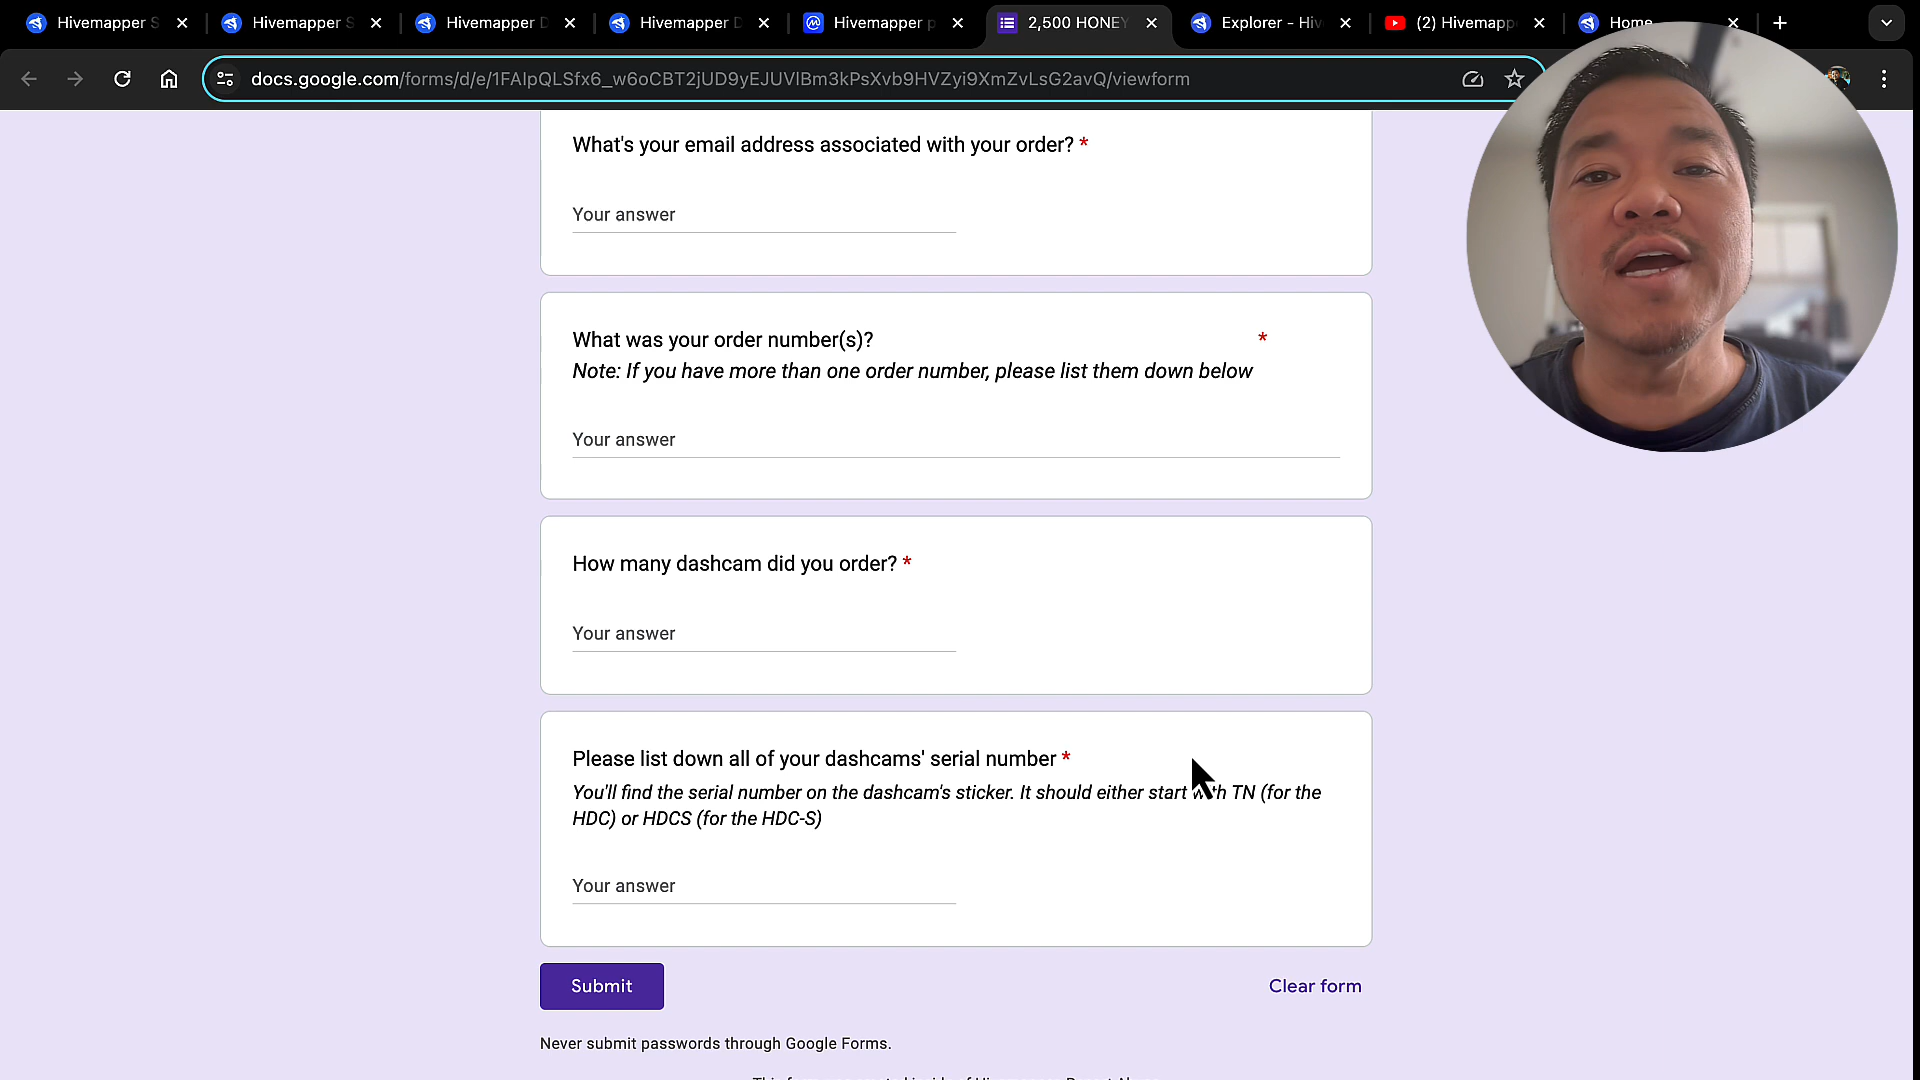 Hivemapper S
Hivemapper S
Hivemapper D
Hivemapper D
Hivemapper p
2,500 HONEY
Explorer - Hiv
(2) Hivemapp
Home
docs.google.com/forms/d/e/1FAIpQLSfx6_w6oCBT2jUD9yEJUVlBm3kPsXvb9HVZyi9XmZvLsG2avQ/viewform
What's your email address associated with your order? *
Your answer
What was your order number(s)? *
Note: If you have more than one order number, please list them down below
Your answer
How many dashcam did you order? *
Your answer
Please list down all of your dashcams' serial number *
You'll find the serial number on the dashcam's sticker. It should either start with TN (for the
HDC) or HDCS (for the HDC-S)
Your answer
Submit
Clear form
Never submit passwords through Google Forms.